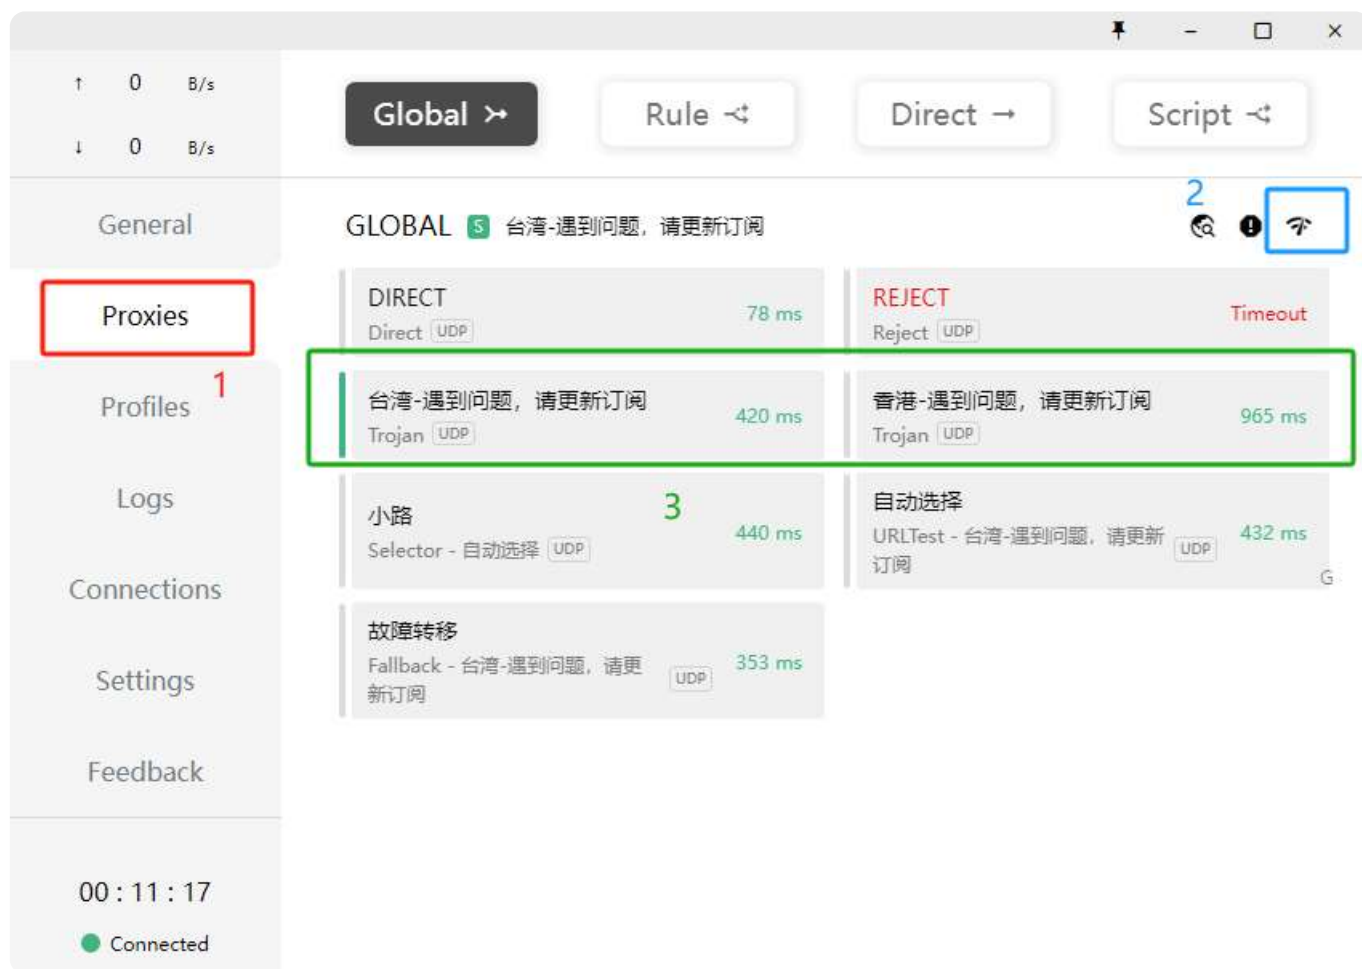 ↑ 0 B/s
↓ 0 B/s
Global
Rule
Direct →
Script
General
Proxies
1
Profiles
Logs
Connections
Settings
Feedback
00 : 11 : 17
Connected
2
GLOBAL S 台湾-遇到问题，请更新订阅
DIRECT
Direct UDP
78 ms
REJECT
Reject UDP
Timeout
台湾-遇到问题，请更新订阅
Trojan UDP
420 ms
香港-遇到问题，请更新订阅
Trojan UDP
965 ms
3
小路
Selector - 自动选择 UDP
440 ms
自动选择
URLTest - 台湾-遇到问题，请更新
订阅
UDP
432 ms
G
故障转移
Fallback - 台湾-遇到问题，请更
新订阅
UDP
353 ms